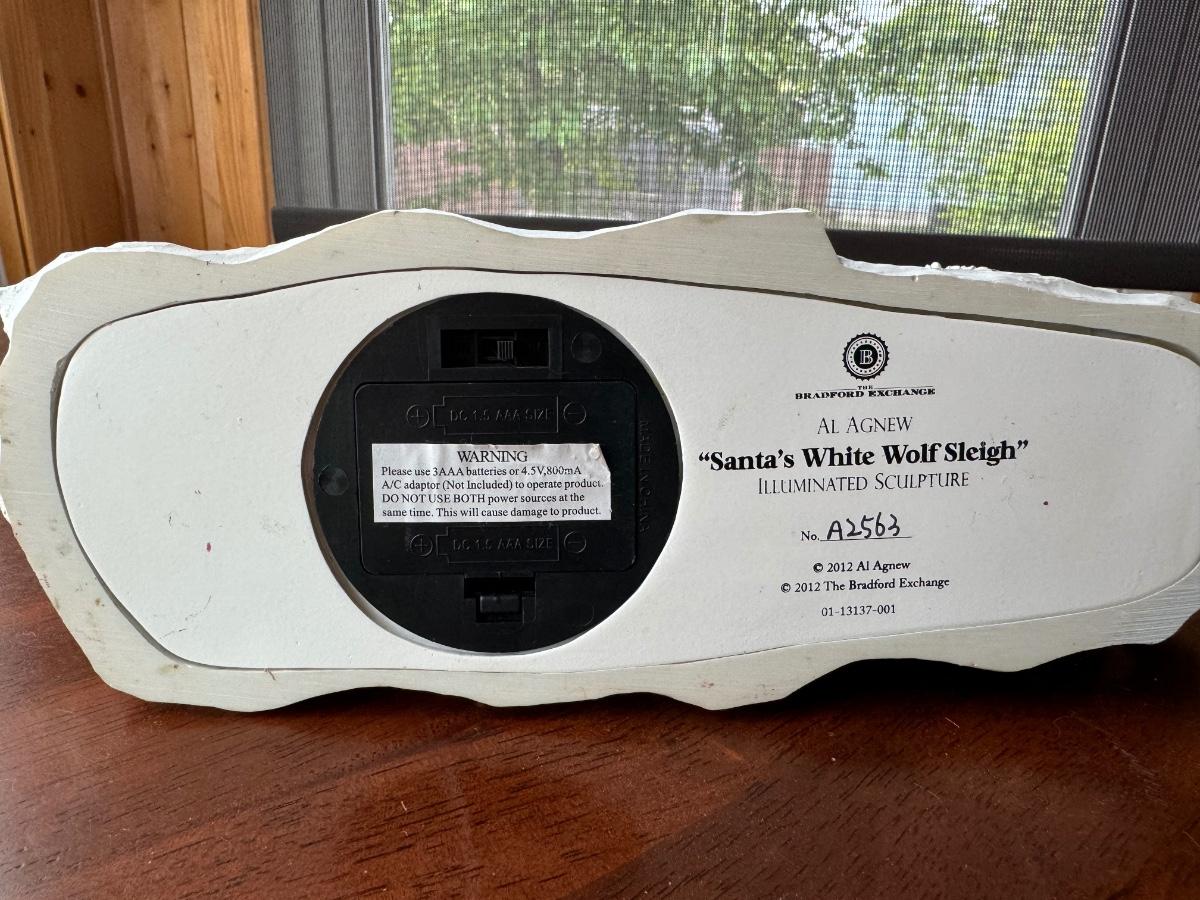 DC 1.5 AAA SIZE
WARNING
Please use 3AAA batteries or 4.5V,800mA
A/C adaptor (Not Included) to operate product.
DO NOT USE BOTH power sources at the
same time. This will cause damage to product.
DC 1.5 AAA SIZE
MADE IN CHINA
B
THE
BRADFORD EXCHANGE
AL AGNEW
“Santa's White Wolf Sleigh”
ILLUMINATED SCULPTURE
No. A2563
© 2012 Al Agnew
© 2012 The Bradford Exchange
01-13137-001